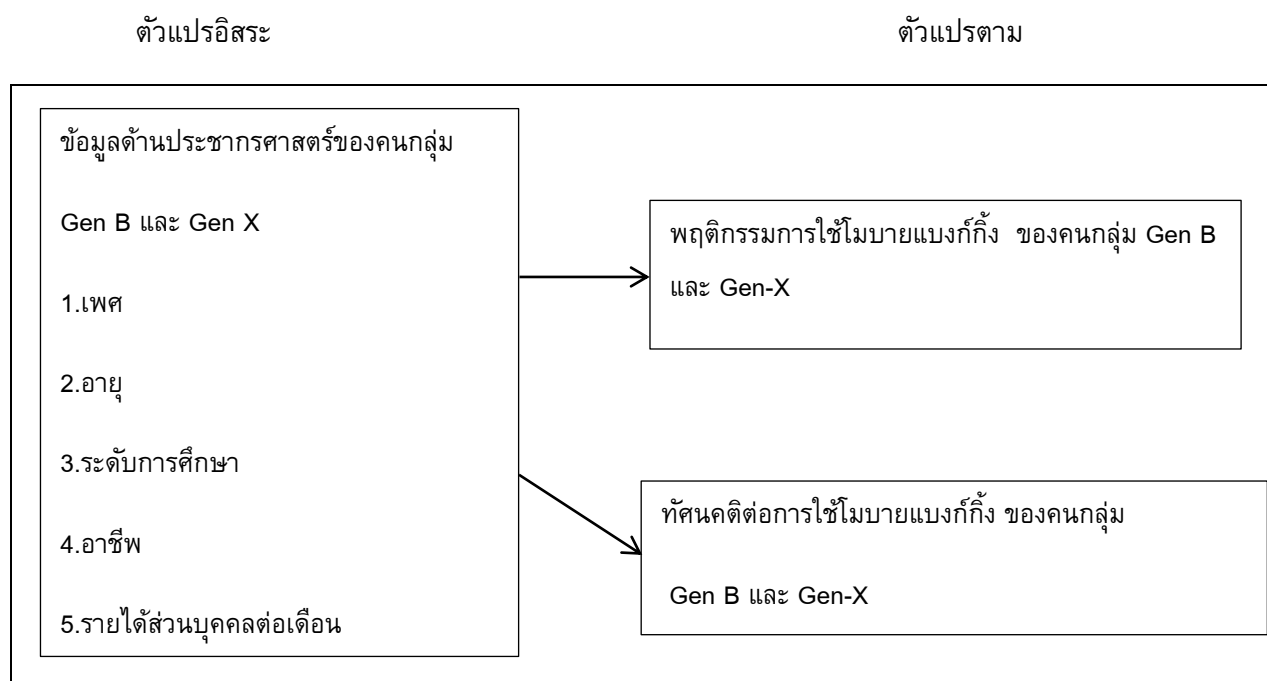 ตัวแปรอิสระ
ตัวแปรตาม
ข้อมูลด้านประชากรศาสตร์ของคนกลุ่ม
Gen B และ Gen X
1.เพศ
2.อายุ
3.ระดับการศึกษา
4.อาชีพ
5.รายได้ส่วนบุคคลต่อเดือน
พฤติกรรมการใช้โมบายแบงก์กิ้ง ของคนกลุ่ม Gen B
และ Gen-X
ทัศนคติต่อการใช้โมบายแบงก์กิ้ง ของคนกลุ่ม
Gen B และ Gen-X